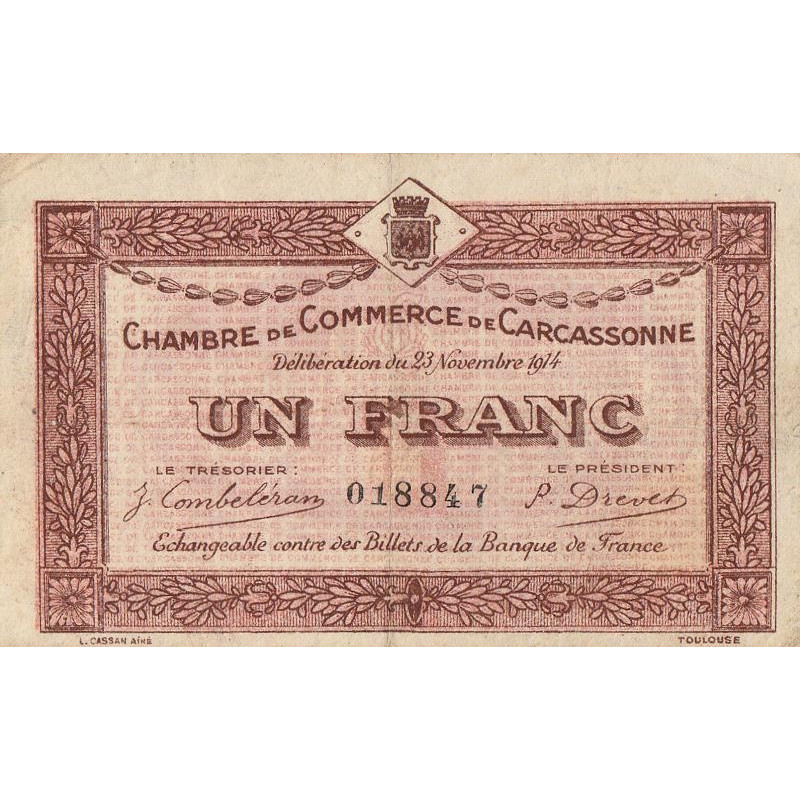 CHAMBRE DE COMMERCE DE CARCASSONNE
Délibération du 23 Novembre 1914
UN FRANC
LE TRÉSORIER :
LE PRÉSIDENT :
J. Combeléran
018847
P. Drevet
Echangeable contre des Billets de la Banque de France
L. CASSAN AÎNÉ
TOULOUSE